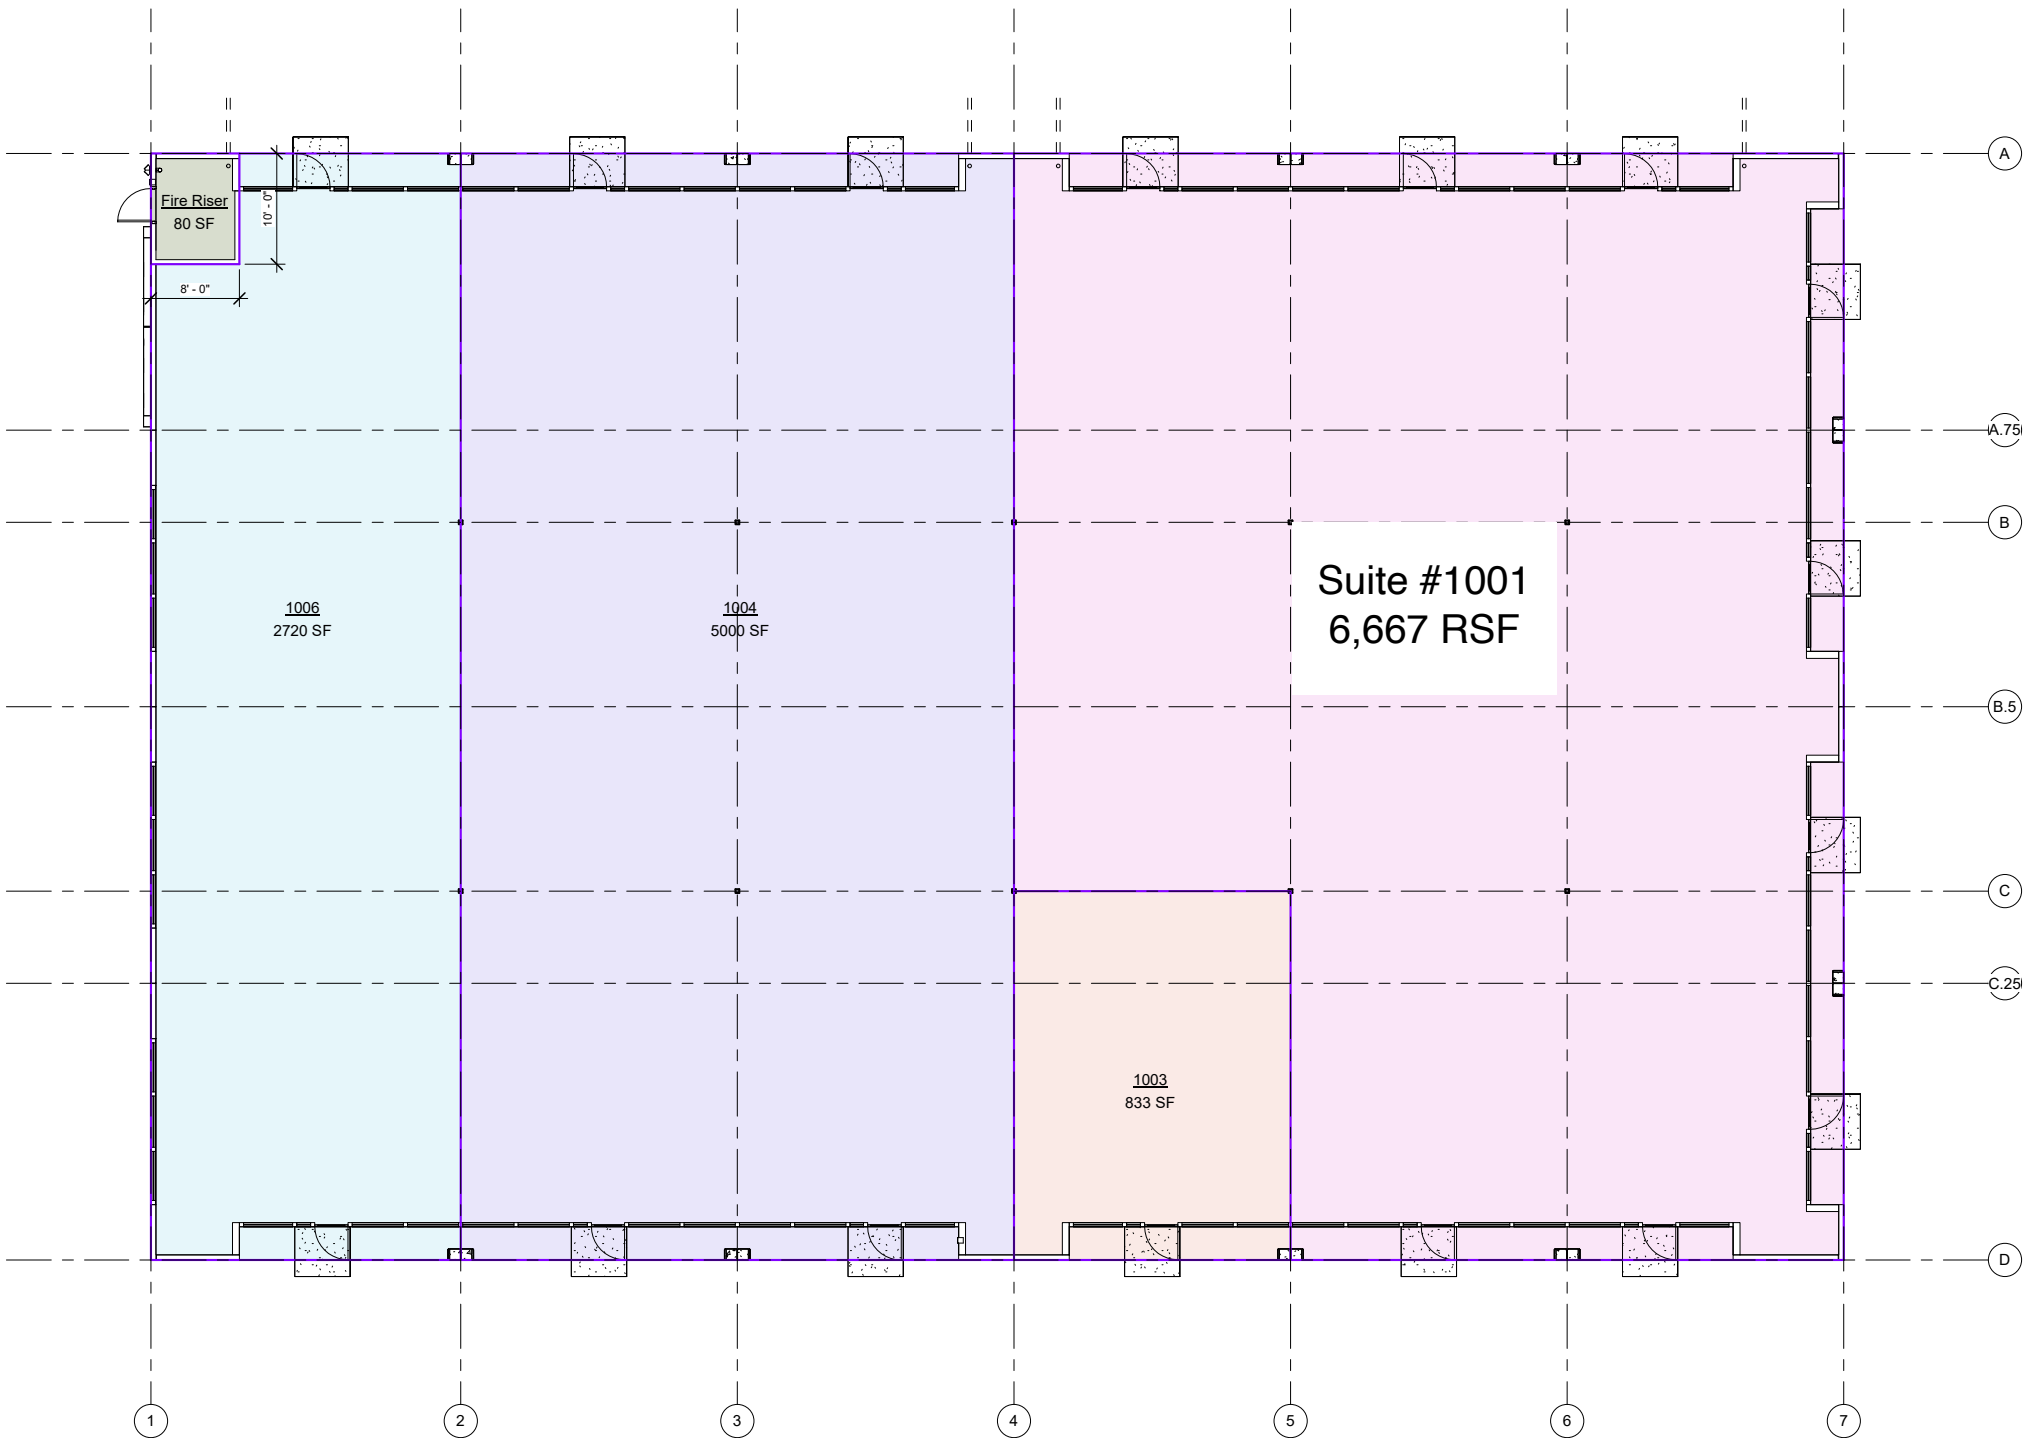 A
Fire Riser
80 SF
10' - 0"
8' - 0"
A.75
B
Suite #1001
6,667 RSF
1006
2720 SF
1004
5000 SF
B.5
C
C.25
1003
833 SF
D
1
2
3
4
5
6
7